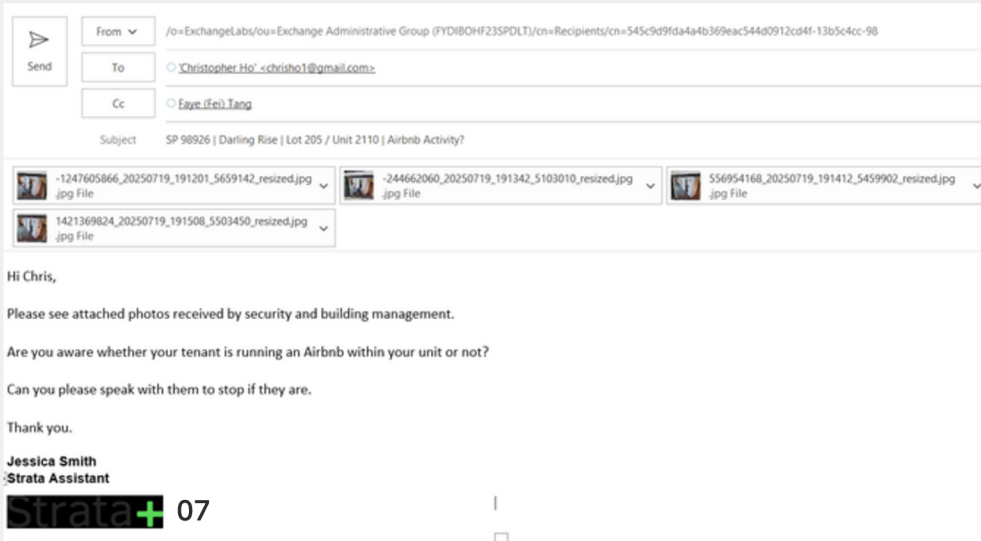 From
/o=ExchangeLabs/ou=Exchange Administrative Group (FYDIBOHF23SPDLT)/cn=Recipients/cn=545c9d9fda4a4b369eac544d0912cd4f-13b5c4cc-98
Send
To
'Christopher Ho' <chrisho1@gmail.com>
Cc
Faye (Fei) Tang
Subject
SP 98926 | Darling Rise | Lot 205 / Unit 2110 | Airbnb Activity?
-1247605866_20250719_191201_5659142_resized.jpg
.jpg File
-244662060_20250719_191342_5103010_resized.jpg
.jpg File
556954168_20250719_191412_5459902_resized.jpg
.jpg File
1421369824_20250719_191508_5503450_resized.jpg
.jpg File
Hi Chris,
Please see attached photos received by security and building management.
Are you aware whether your tenant is running an Airbnb within your unit or not?
Can you please speak with them to stop if they are.
Thank you.
Jessica Smith
Strata Assistant
Strata+ 07